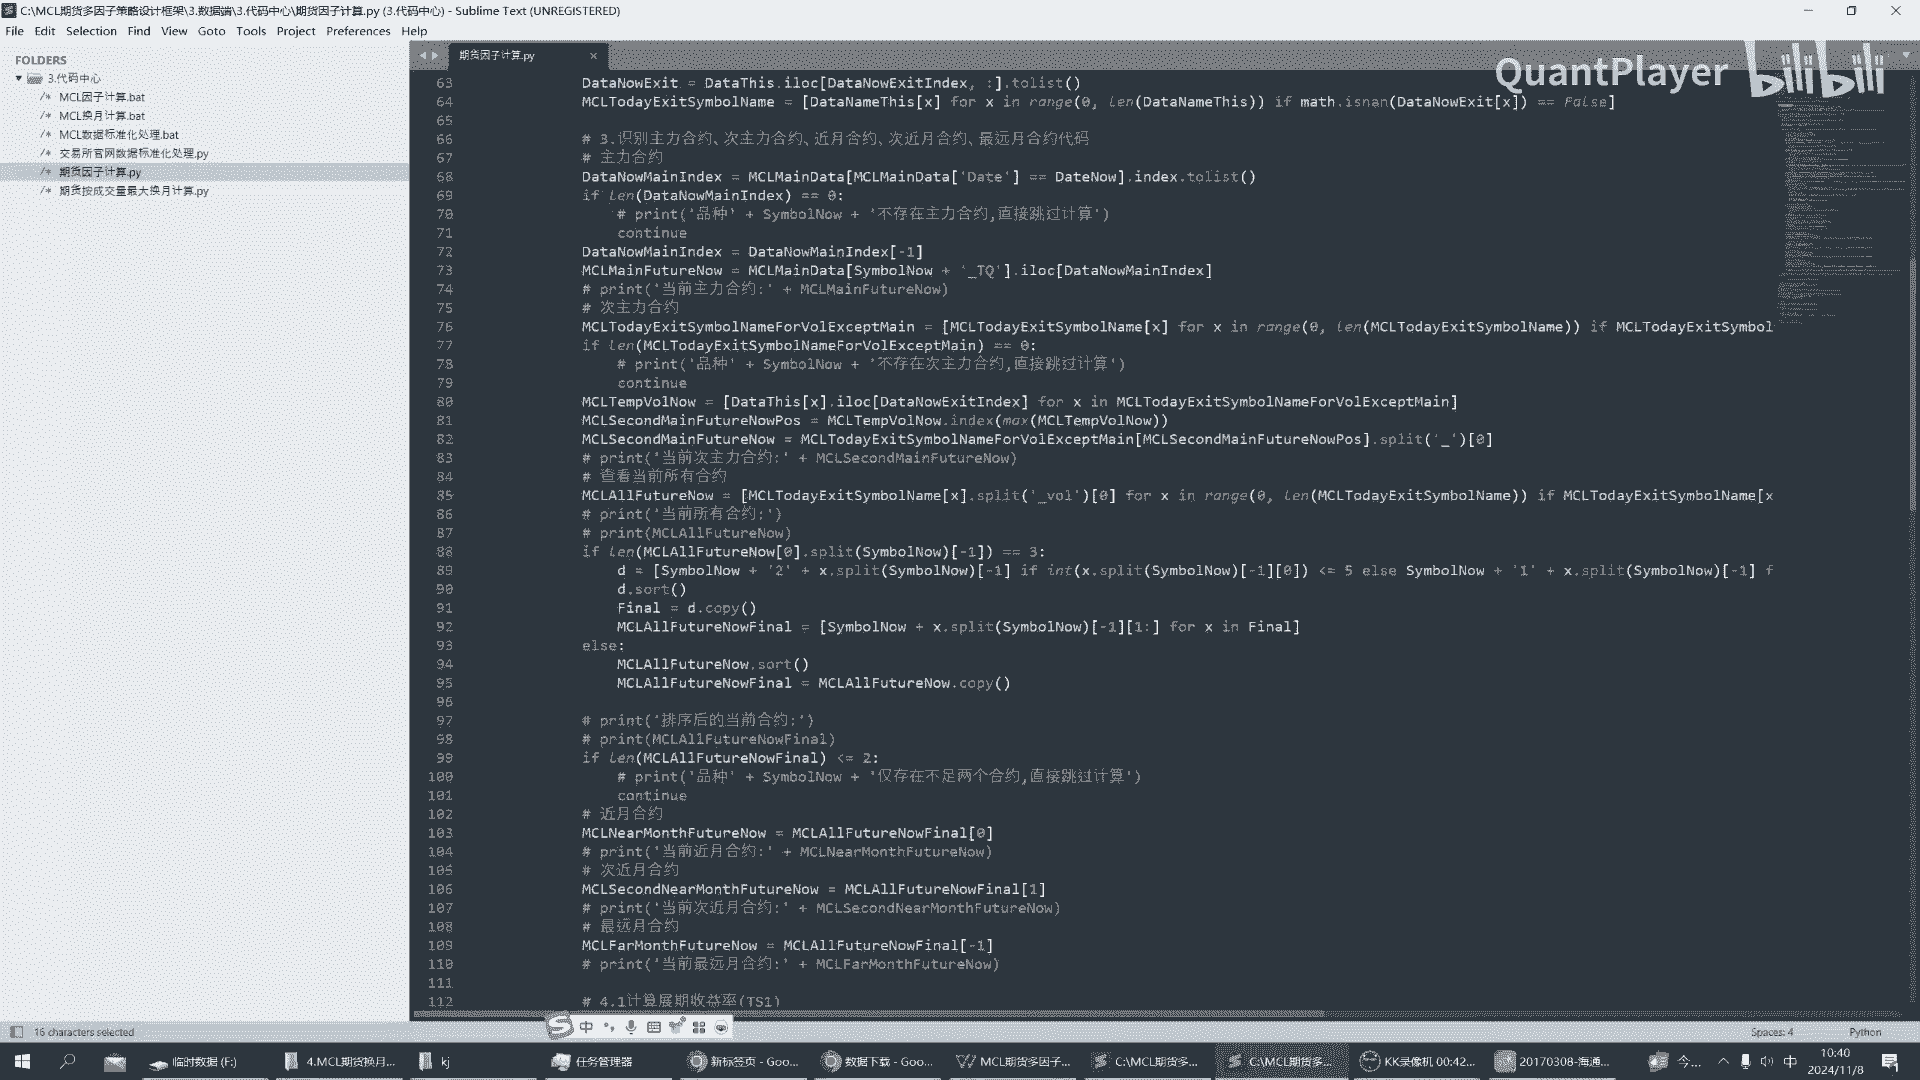 C:\MCL期货多因子策略设计框架\3.数据端\3.代码中心\期货因子计算.py (3.代码中心) - Sublime Text (UNREGISTERED)
File Edit Selection Find View Goto Tools Project Preferences Help
FOLDERS
3.代码中心
/* MCL因子计算.bat
/* MCL换月计算.bat
/* MCL数据标准化处理.bat
/* 交易所官网数据标准化处理.py
/* 期货因子计算.py
/* 期货按成交量最大换月计算.py
期货因子计算.py
QuantPlayer bilibili
63 DataNowExit = DataThis.iloc[DataNowExitIndex, :].tolist()
64 MCLTodayExitSymbolName = [DataNameThis[x] for x in range(0, len(DataNameThis)) if math.isnan(DataNowExit[x]) == False]
65
66 # 3.识别主力合约、次主力合约、近月合约、次近月合约、最远月合约代码
67 # 主力合约
68 DataNowMainIndex = MCLMainData[MCLMainData['Date'] == DateNow].index.tolist()
69 if len(DataNowMainIndex) == 0:
70 # print('品种' + SymbolNow + '不存在主力合约,直接跳过计算')
71 continue
72 DataNowMainIndex = DataNowMainIndex[-1]
73 MCLMainFutureNow = MCLMainData[SymbolNow + '_TQ'].iloc[DataNowMainIndex]
74 # print('当前主力合约:' + MCLMainFutureNow)
75 # 次主力合约
76 MCLTodayExitSymbolNameForVolExceptMain = [MCLTodayExitSymbolName[x] for x in range(0, len(MCLTodayExitSymbolName)) if MCLTodayExitSymbol
77 if len(MCLTodayExitSymbolNameForVolExceptMain) == 0:
78 # print('品种' + SymbolNow + '不存在次主力合约,直接跳过计算')
79 continue
80 MCLTempVolNow = [DataThis[x].iloc[DataNowExitIndex] for x in MCLTodayExitSymbolNameForVolExceptMain]
81 MCLSecondMainFutureNowPos = MCLTempVolNow.index(max(MCLTempVolNow))
82 MCLSecondMainFutureNow = MCLTodayExitSymbolNameForVolExceptMain[MCLSecondMainFutureNowPos].split('_')[0]
83 # print('当前次主力合约:' + MCLSecondMainFutureNow)
84 # 查看当前所有合约
85 MCLAllFutureNow = [MCLTodayExitSymbolName[x].split('_vol')[0] for x in range(0, len(MCLTodayExitSymbolName)) if MCLTodayExitSymbolName[x
86 # print('当前所有合约:')
87 # print(MCLAllFutureNow)
88 if len(MCLAllFutureNow[0].split(SymbolNow)[-1]) == 3:
89 d = [SymbolNow + '2' + x.split(SymbolNow)[-1] if int(x.split(SymbolNow)[-1][0]) <= 5 else SymbolNow + '1' + x.split(SymbolNow)[-1] f
90 d.sort()
91 Final = d.copy()
92 MCLAllFutureNowFinal = [SymbolNow + x.split(SymbolNow)[-1][1:] for x in Final]
93 else:
94 MCLAllFutureNow.sort()
95 MCLAllFutureNowFinal = MCLAllFutureNow.copy()
96
97 # print('排序后的当前合约:')
98 # print(MCLAllFutureNowFinal)
99 if len(MCLAllFutureNowFinal) <= 2:
100 # print('品种' + SymbolNow + '仅存在不足两个合约,直接跳过计算')
101 continue
102 # 近月合约
103 MCLNearMonthFutureNow = MCLAllFutureNowFinal[0]
104 # print('当前近月合约:' + MCLNearMonthFutureNow)
105 # 次近月合约
106 MCLSecondNearMonthFutureNow = MCLAllFutureNowFinal[1]
107 # print('当前次近月合约:' + MCLSecondNearMonthFutureNow)
108 # 最远月合约
109 MCLFarMonthFutureNow = MCLAllFutureNowFinal[-1]
110 # print('当前最远月合约:' + MCLFarMonthFutureNow)
111
112 # 4.1计算展期收益率(TS1)
16 characters selected
中
Spaces: 4 Python
临时数据 (F:) 4.MCL期货换月... kj 任务管理器 新标签页 - Goo... 数据下载 - Goo... MCL期货多因子... C:\MCL期货多... C:\MCL期货多... KK录像机 00:42... 20170308-海通... 今... 中 10:40
2024/11/8